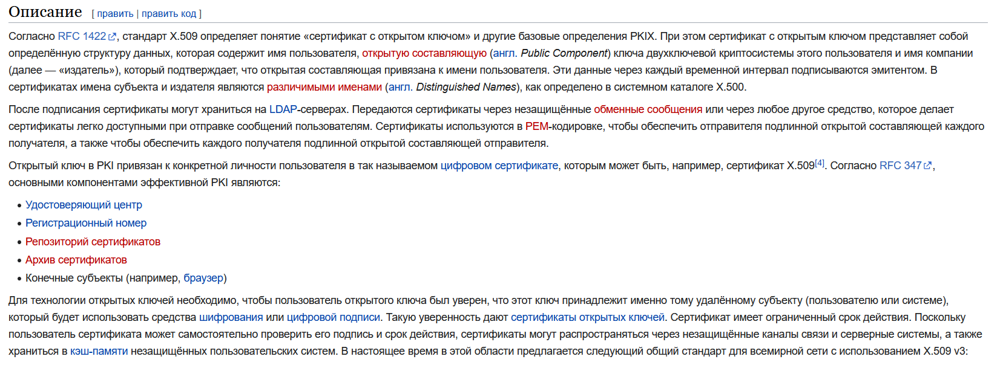 Описание [ править | править код ]
Согласно RFC 1422, стандарт X.509 определяет понятие «сертификат с открытом ключом» и другие базовые определения PKIX. При этом сертификат с открытым ключом представляет собой
определённую структуру данных, которая содержит имя пользователя, открытую составляющую (англ. Public Component) ключа двухключевой криптосистемы этого пользователя и имя компании
(далее — «издатель»), который подтверждает, что открытая составляющая привязана к имени пользователя. Эти данные через каждый временной интервал подписываются эмитентом. В
сертификатах имена субъекта и издателя являются различимыми именами (англ. Distinguished Names), как определено в системном каталоге X.500.
После подписания сертификаты могут храниться на LDAP-серверах. Передаются сертификаты через незащищённые обменные сообщения или через любое другое средство, которое делает
сертификаты легко доступными при отправке сообщений пользователям. Сертификаты используются в PEM-кодировке, чтобы обеспечить отправителя подлинной открытой составляющей каждого
получателя, а также чтобы обеспечить каждого получателя подлинной открытой составляющей отправителя.
Открытый ключ в PKI привязан к конкретной личности пользователя в так называемом цифровом сертификате, которым может быть, например, сертификат X.509[4]. Согласно RFC 347,
основными компонентами эффективной PKI являются:
• Удостоверяющий центр
• Регистрационный номер
• Репозиторий сертификатов
• Архив сертификатов
• Конечные субъекты (например, браузер)
Для технологии открытых ключей необходимо, чтобы пользователь открытого ключа был уверен, что этот ключ принадлежит именно тому удалённому субъекту (пользователю или системе),
который будет использовать средства шифрования или цифровой подписи. Такую уверенность дают сертификаты открытых ключей. Сертификат имеет ограниченный срок действия. Поскольку
пользователь сертификата может самостоятельно проверить его подпись и срок действия, сертификаты могут распространяться через незащищённые каналы связи и серверные системы, а также
храниться в кэш-памяти незащищённых пользовательских систем. В настоящее время в этой области предлагается следующий общий стандарт для всемирной сети с использованием X.509 v3: